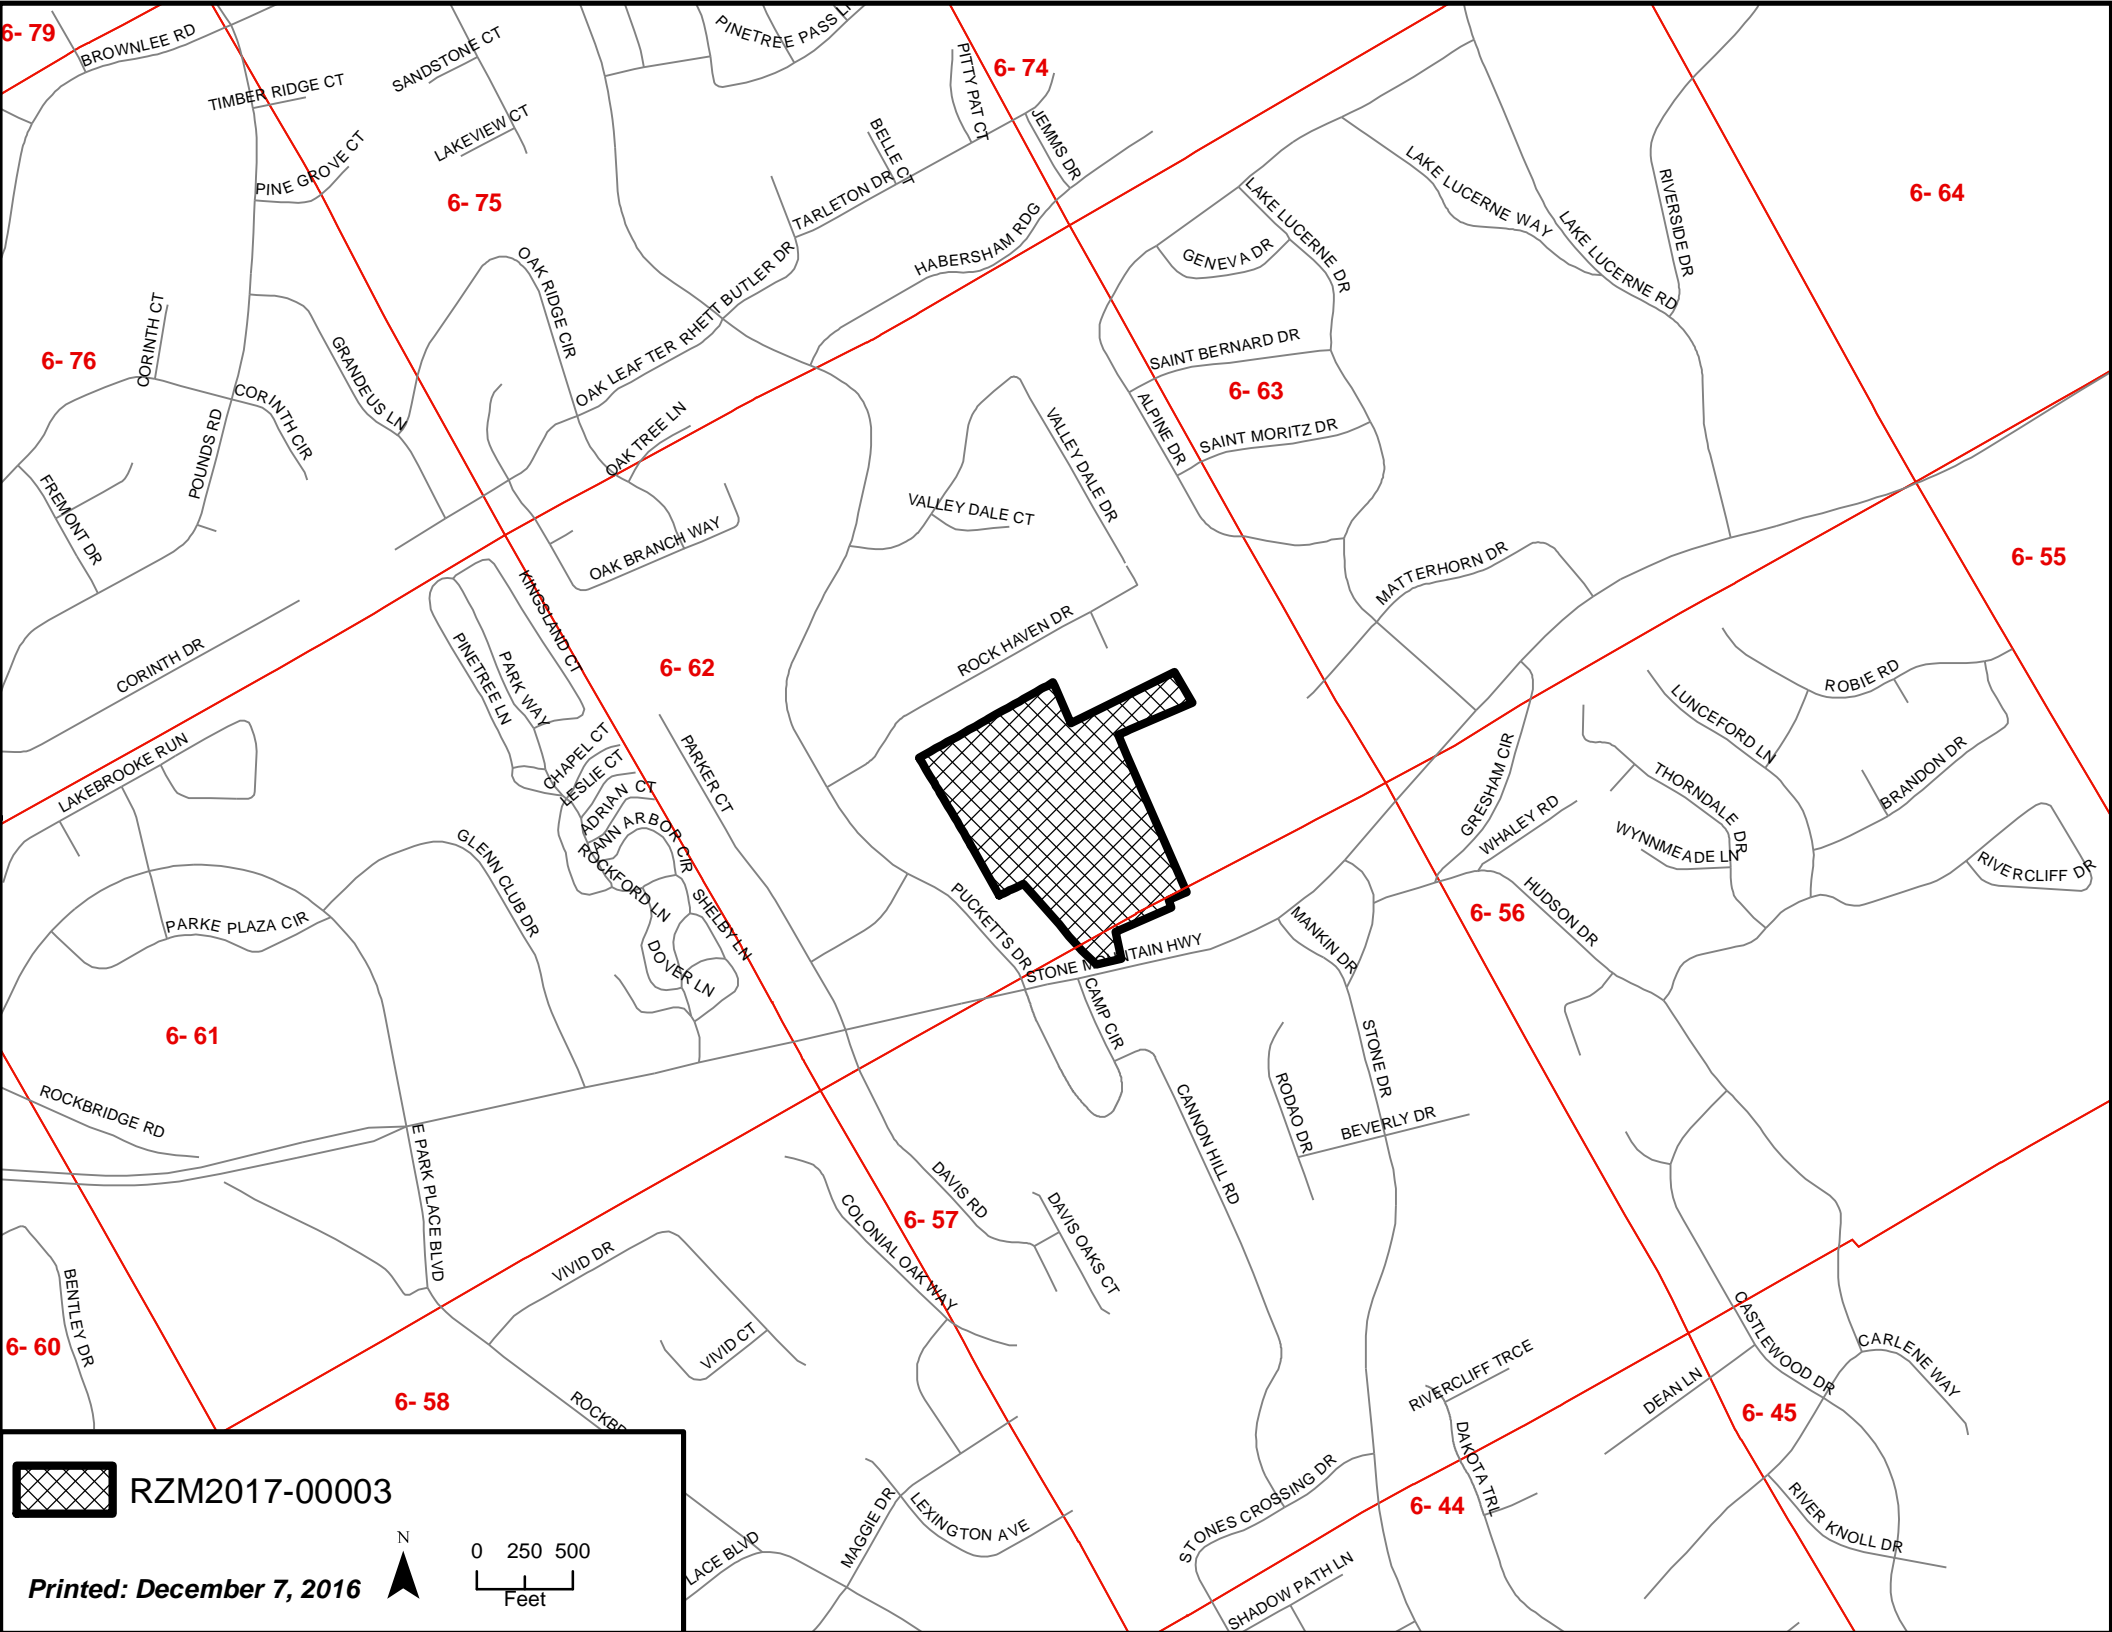 6- 79
BROWNLEE RD
TIMBER RIDGE CT
SANDSTONE CT
LAKEVIEW CT
PINE GROVE CT
PINETREE PASS
PITTY PAT CT
6- 74
JEMMS DR
BELLE CT
TARLETON DR
HABERSHAM RDG
6- 75
LAKE LUCERNE WAY
LAKE LUCERNE DR
GENEVA DR
LAKE LUCERNE RD
RIVERSIDE DR
6- 64
OAK RIDGE CIR
RHETT BUTLER DR
OAK LEAF TER
CORINTH CT
6- 76
GRANDEUS LN
CORINTH CIR
POUNDS RD
FREMONT DR
OAK TREE LN
OAK BRANCH WAY
SAINT BERNARD DR
6- 63
SAINT MORITZ DR
ALPINE DR
VALLEY DALE DR
VALLEY DALE CT
MATTERHORN DR
6- 55
KINGSLAND CT
PINETREE LN
PARK WAY
CORINTH DR
6- 62
ROCK HAVEN DR
ROBIE RD
LUNCEFORD LN
BRANDON DR
LAKEBROOKE RUN
CHAPEL CT
LESLIE CT
ADRIAN CT
ANN ARBOR CIR
ROCKFORD LN
PARKER CT
GRESHAM CIR
WHALEY RD
THORNDALE DR
WYNNMEADE LN
RIVERCLIFF DR
GLENN CLUB DR
SHELBY LN
DOVER LN
PARKE PLAZA CIR
PUCKETTS DR
STONE MOUNTAIN HWY
MANKIN DR
6- 56
HUDSON DR
CAMP CIR
6- 61
ROCKBRIDGE RD
STONE DR
RODAO DR
BEVERLY DR
CANNON HILL RD
E PARK PLACE BLVD
DAVIS RD
DAVIS OAKS CT
6- 57
COLONIAL OAK WAY
VIVID DR
VIVID CT
BENTLEY DR
6- 60
6- 58
CASTLEWOOD DR
CARLENE WAY
RIVERCLIFF TRCE
DEAN LN
6- 45
DAKOTA TRL
6- 44
STONES CROSSING DR
RIVER KNOLL DR
SHADOW PATH LN
MAGGIE DR
LEXINGTON AVE
LACE BLVD
RZM2017-00003
N
0 250 500
Feet
Printed: December 7, 2016